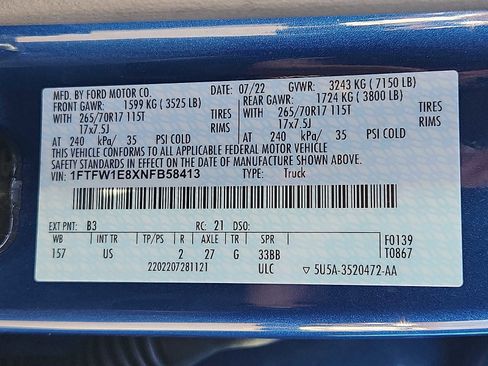 MFD. BY FORD MOTOR CO. 07/22 GVWR: 3243 KG (7150 LB)
FRONT GAWR: 1599 KG (3525 LB) REAR GAWR: 1724 KG (3800 LB)
WITH 265/70R17 115T TIRES WITH 265/70R17 115T TIRES
17x7.5J RIMS 17x7.5J RIMS
AT 240 kPa/ 35 PSI COLD AT 240 kPa/ 35 PSI COLD
THIS VEHICLE CONFORMS TO ALL APPLICABLE FEDERAL MOTOR VEHICLE
SAFETY STANDARDS IN EFFECT ON THE DATE OF MANUFACTURE SHOWN ABOVE.
VIN: 1FTFW1E8XNFB58413 TYPE: Truck
EXT PNT: B3 RC: 21 DSO:
WB INT TR TP/PS R AXLE TR SPR F0139
157 US 2 27 G 33BB T0867
2202207281121 ULC ▽ 5U5A-3520472-AA